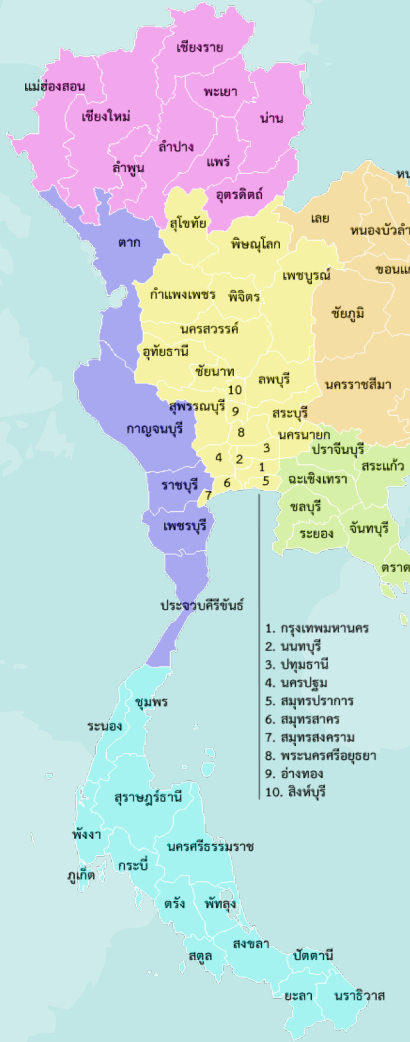 เชียงราย
แม่ฮ่องสอน
พะเยา
เชียงใหม่
น่าน
ลำปาง
แพร่
ลำพูน
อุตรดิตถ์
เลย
สุโขทัย
หนองบัวลำ
ตาก
พิษณุโลก
ขอนแก่
เพชรบูรณ์
กำแพงเพชร
พิจิตร
ชัยภูมิ
นครสวรรค์
อุทัยธานี
ชัยนาท
ลพบุรี
นครราชสีมา
10
สุพรรณบุรี
9
สระบุรี
กาญจนบุรี
8
นครนายก
3
ปราจีนบุรี
4
2
1
สระแก้ว
ราชบุรี
6
5
ฉะเชิงเทรา
7
ชลบุรี
เพชรบุรี
ระยอง
จันทบุรี
ตราด
ประจวบคีรีขันธ์
1. กรุงเทพมหานคร
2. นนทบุรี
3. ปทุมธานี
4. นครปฐม
5. สมุทรปราการ
6. สมุทรสาคร
7. สมุทรสงคราม
8. พระนครศรีอยุธยา
9. อ่างทอง
10. สิงห์บุรี
ชุมพร
ระนอง
สุราษฎร์ธานี
พังงา
นครศรีธรรมราช
กระบี่
ภูเก็ต
ตรัง
พัทลุง
สงขลา
สตูล
ปัตตานี
ยะลา
นราธิวาส